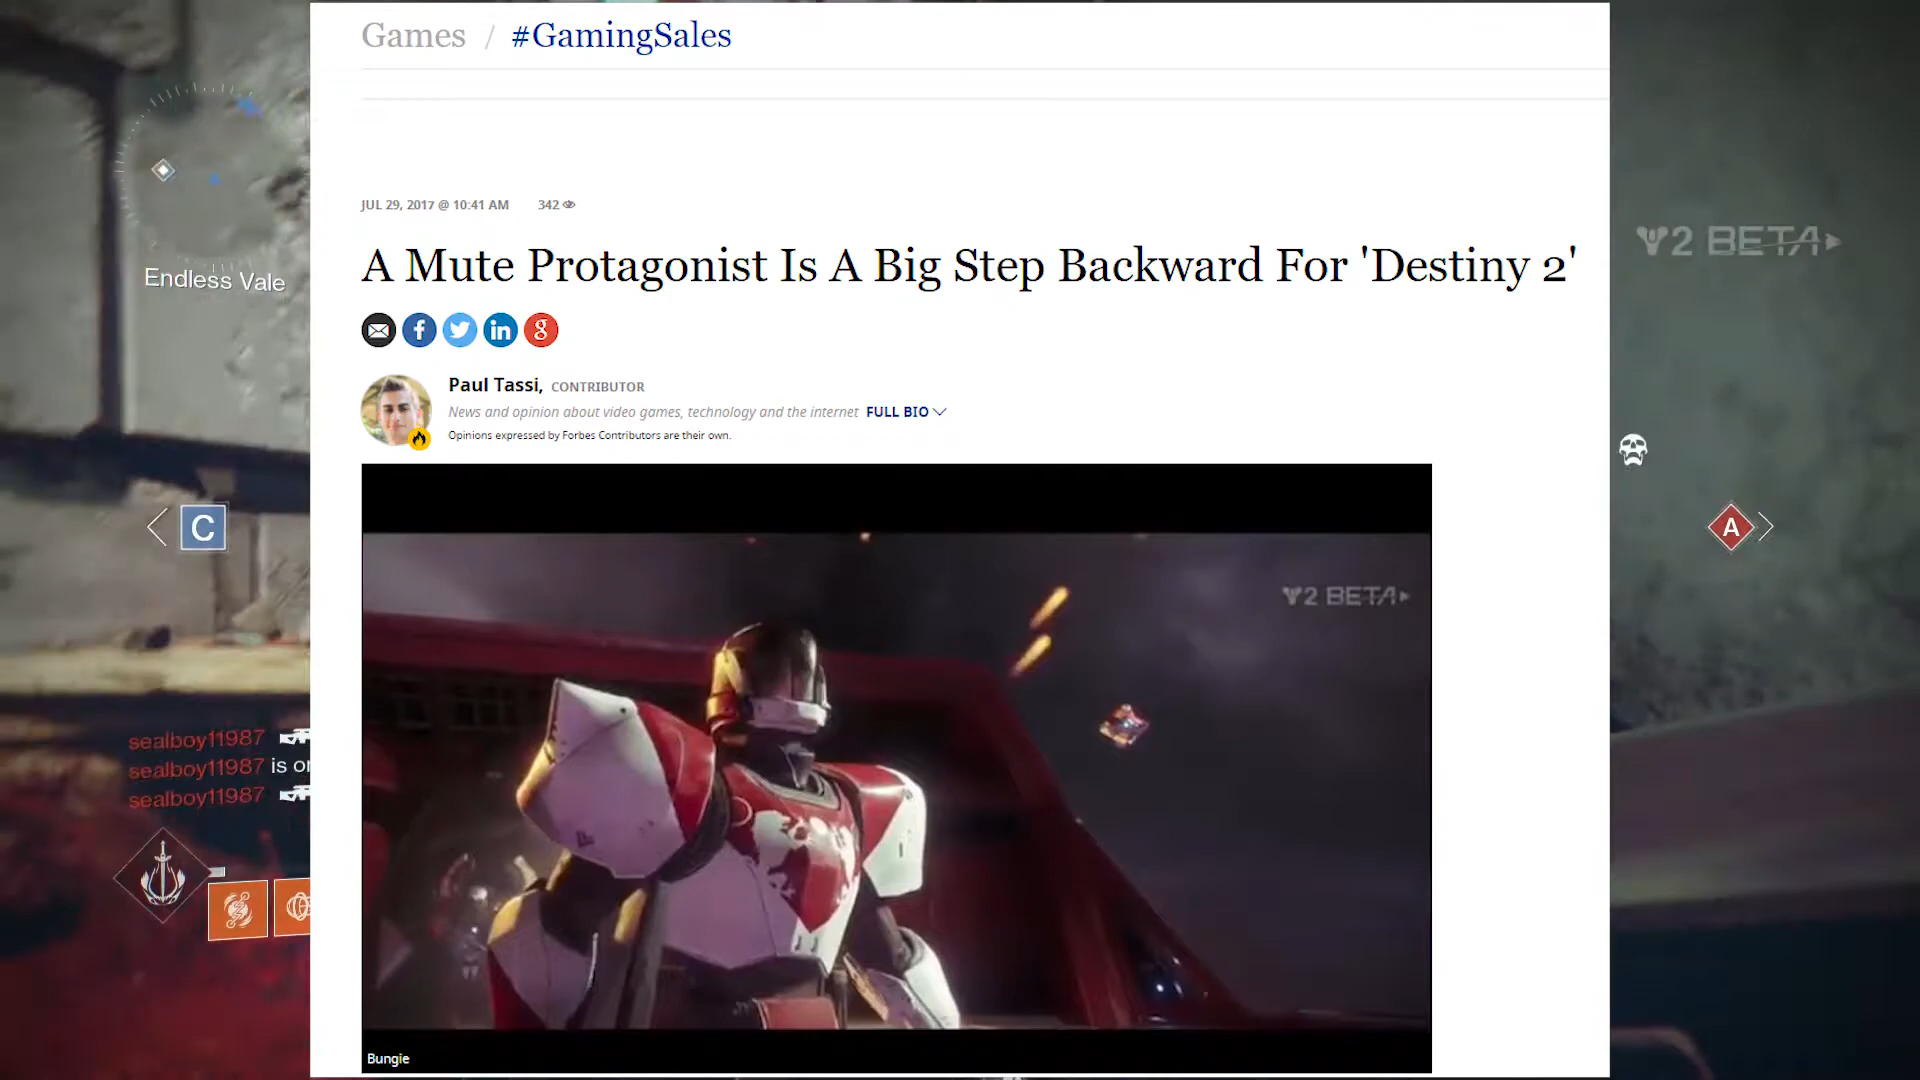 Games / #GamingSales
JUL 29, 2017 @ 10:41 AM 342
A Mute Protagonist Is A Big Step Backward For 'Destiny 2'
Endless Vale
2 BETA
Paul Tassi, CONTRIBUTOR
News and opinion about video games, technology and the internet FULL BIO
Opinions expressed by Forbes Contributors are their own.
C
A
2 BETA
sealboy11987
sealboy11987 is
sealboy11987
Bungie